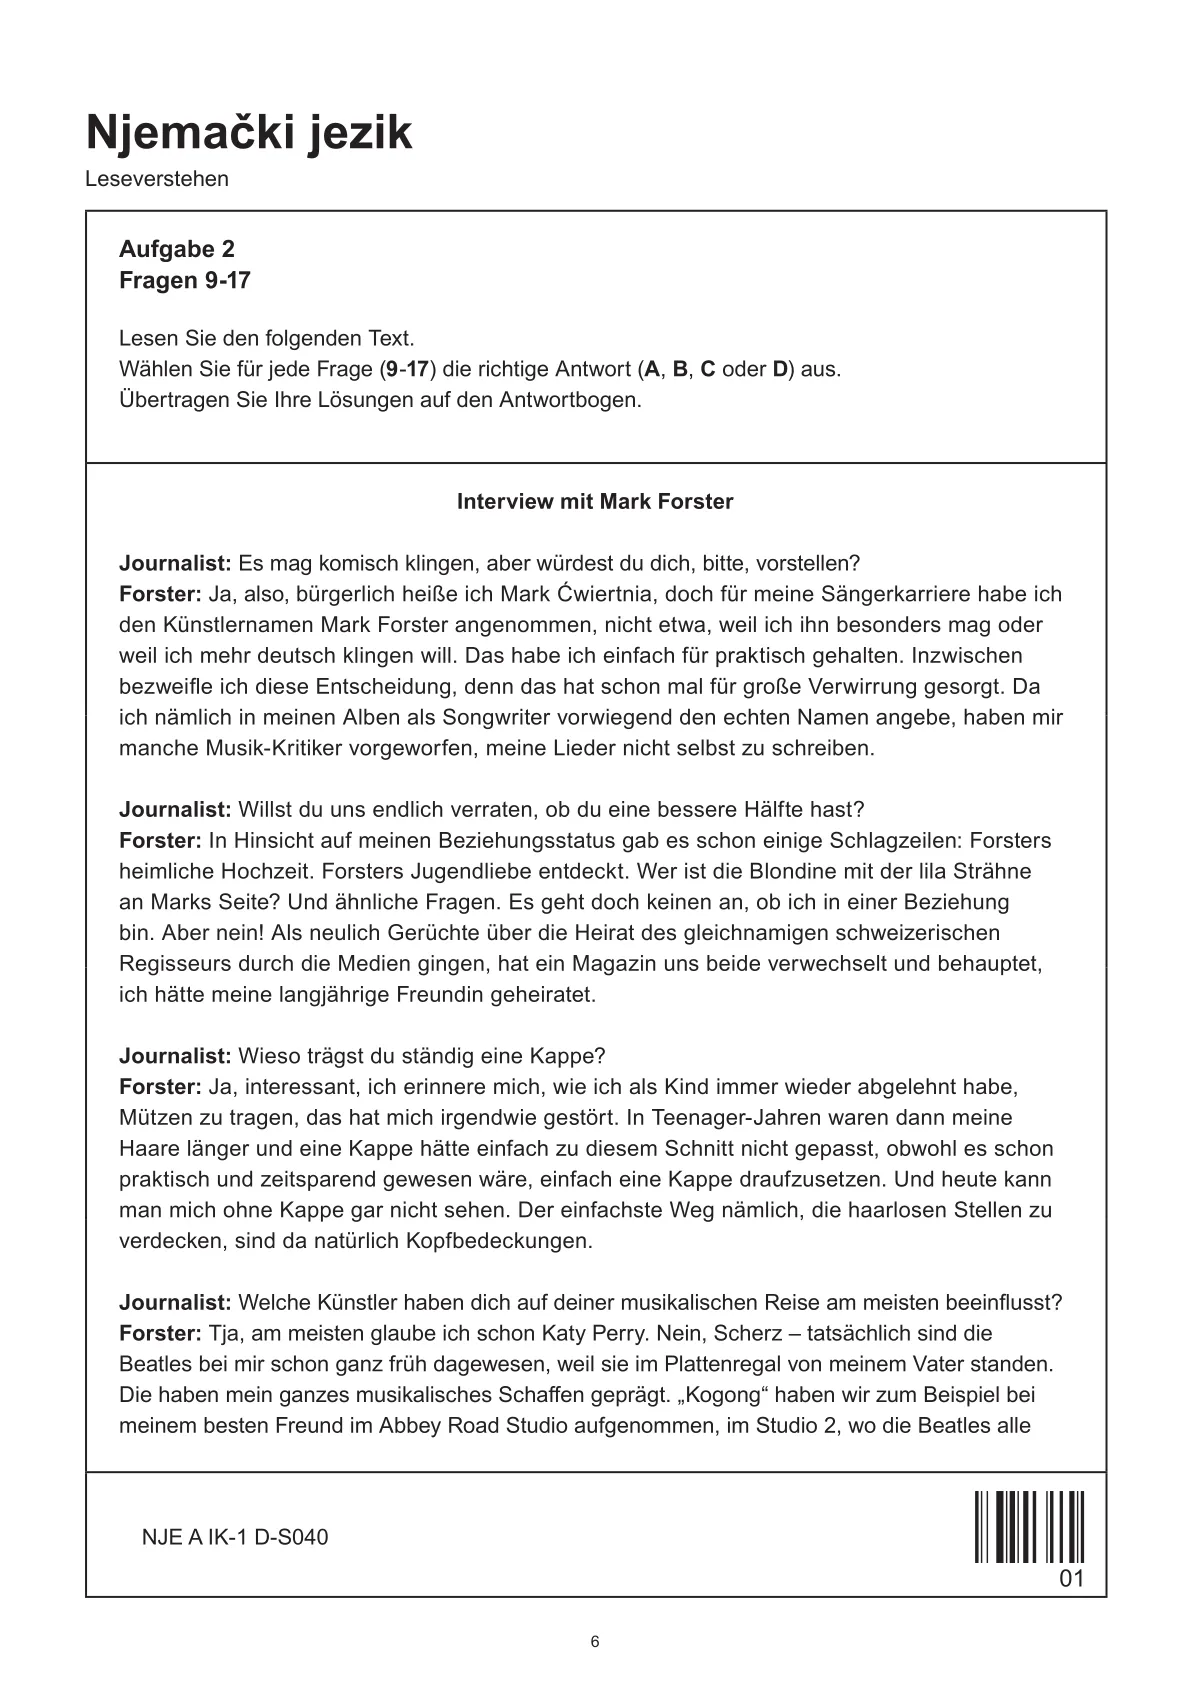 Njemački jezik
Leseverstehen
Aufgabe 2
Fragen 9-17
Lesen Sie den folgenden Text.
Wählen Sie für jede Frage (9-17) die richtige Antwort (A, B, C oder D) aus.
Übertragen Sie Ihre Lösungen auf den Antwortbogen.
Interview mit Mark Forster
Journalist: Es mag komisch klingen, aber würdest du dich, bitte, vorstellen?
Forster: Ja, also, bürgerlich heiße ich Mark Ćwiertnia, doch für meine Sängerkarriere habe ich
den Künstlernamen Mark Forster angenommen, nicht etwa, weil ich ihn besonders mag oder
weil ich mehr deutsch klingen will. Das habe ich einfach für praktisch gehalten. Inzwischen
bezweifle ich diese Entscheidung, denn das hat schon mal für große Verwirrung gesorgt. Da
ich nämlich in meinen Alben als Songwriter vorwiegend den echten Namen angebe, haben mir
manche Musik-Kritiker vorgeworfen, meine Lieder nicht selbst zu schreiben.
Journalist: Willst du uns endlich verraten, ob du eine bessere Hälfte hast?
Forster: In Hinsicht auf meinen Beziehungsstatus gab es schon einige Schlagzeilen: Forsters
heimliche Hochzeit. Forsters Jugendliebe entdeckt. Wer ist die Blondine mit der lila Strähne
an Marks Seite? Und ähnliche Fragen. Es geht doch keinen an, ob ich in einer Beziehung
bin. Aber nein! Als neulich Gerüchte über die Heirat des gleichnamigen schweizerischen
Regisseurs durch die Medien gingen, hat ein Magazin uns beide verwechselt und behauptet,
ich hätte meine langjährige Freundin geheiratet.
Journalist: Wieso trägst du ständig eine Kappe?
Forster: Ja, interessant, ich erinnere mich, wie ich als Kind immer wieder abgelehnt habe,
Mützen zu tragen, das hat mich irgendwie gestört. In Teenager-Jahren waren dann meine
Haare länger und eine Kappe hätte einfach zu diesem Schnitt nicht gepasst, obwohl es schon
praktisch und zeitsparend gewesen wäre, einfach eine Kappe draufzusetzen. Und heute kann
man mich ohne Kappe gar nicht sehen. Der einfachste Weg nämlich, die haarlosen Stellen zu
verdecken, sind da natürlich Kopfbedeckungen.
Journalist: Welche Künstler haben dich auf deiner musikalischen Reise am meisten beeinflusst?
Forster: Tja, am meisten glaube ich schon Katy Perry. Nein, Scherz – tatsächlich sind die
Beatles bei mir schon ganz früh dagewesen, weil sie im Plattenregal von meinem Vater standen.
Die haben mein ganzes musikalisches Schaffen geprägt. „Kogong“ haben wir zum Beispiel bei
meinem besten Freund im Abbey Road Studio aufgenommen, im Studio 2, wo die Beatles alle
NJE A IK-1 D-S040
01
6